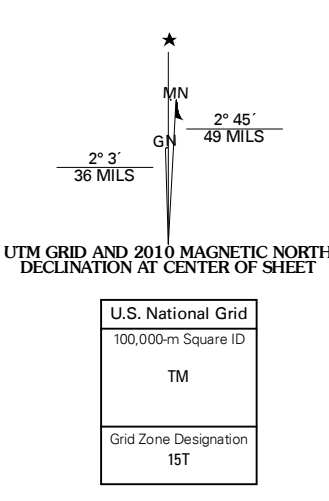 ★
MN
2° 45´
49 MILS
GN
2° 3´
36 MILS
UTM GRID AND 2010 MAGNETIC NORTH
DECLINATION AT CENTER OF SHEET
U.S. National Grid
100,000-m Square ID
TM
Grid Zone Designation
15T